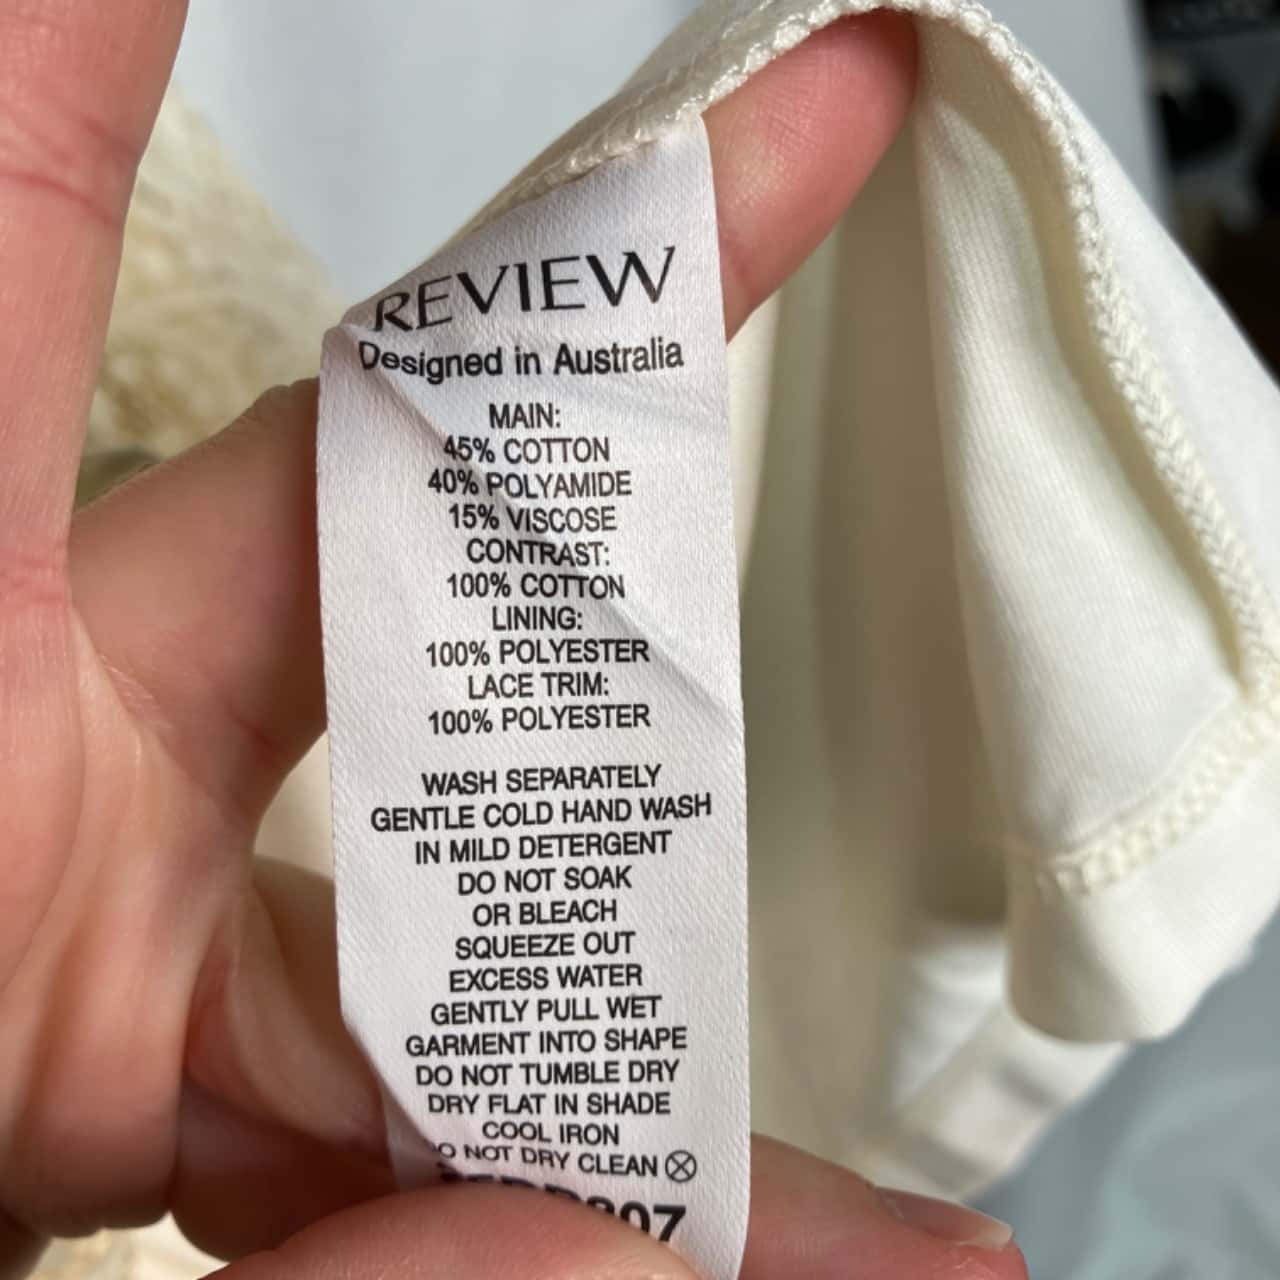 REVIEW
Designed in Australia
MAIN:
45% COTTON
40% POLYAMIDE
15% VISCOSE
CONTRAST:
100% COTTON
LINING:
100% POLYESTER
LACE TRIM:
100% POLYESTER
WASH SEPARATELY
GENTLE COLD HAND WASH
IN MILD DETERGENT
DO NOT SOAK
OR BLEACH
SQUEEZE OUT
EXCESS WATER
GENTLY PULL WET
GARMENT INTO SHAPE
DO NOT TUMBLE DRY
DRY FLAT IN SHADE
COOL IRON
DO NOT DRY CLEAN